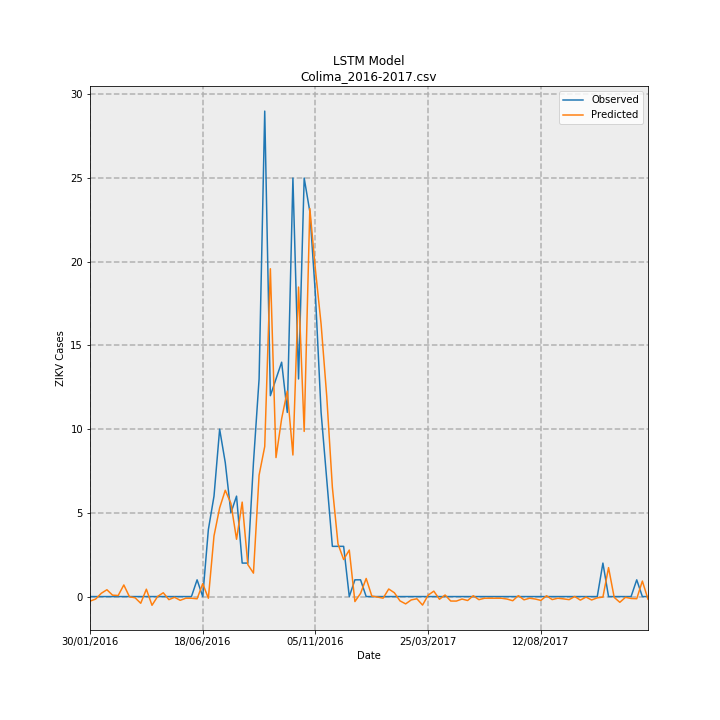 LSTM Model
Colima_2016-2017.csv
Observed
Predicted
30
25
20
15
10
5
0
ZIKV Cases
30/01/2016
18/06/2016
05/11/2016
25/03/2017
12/08/2017
Date